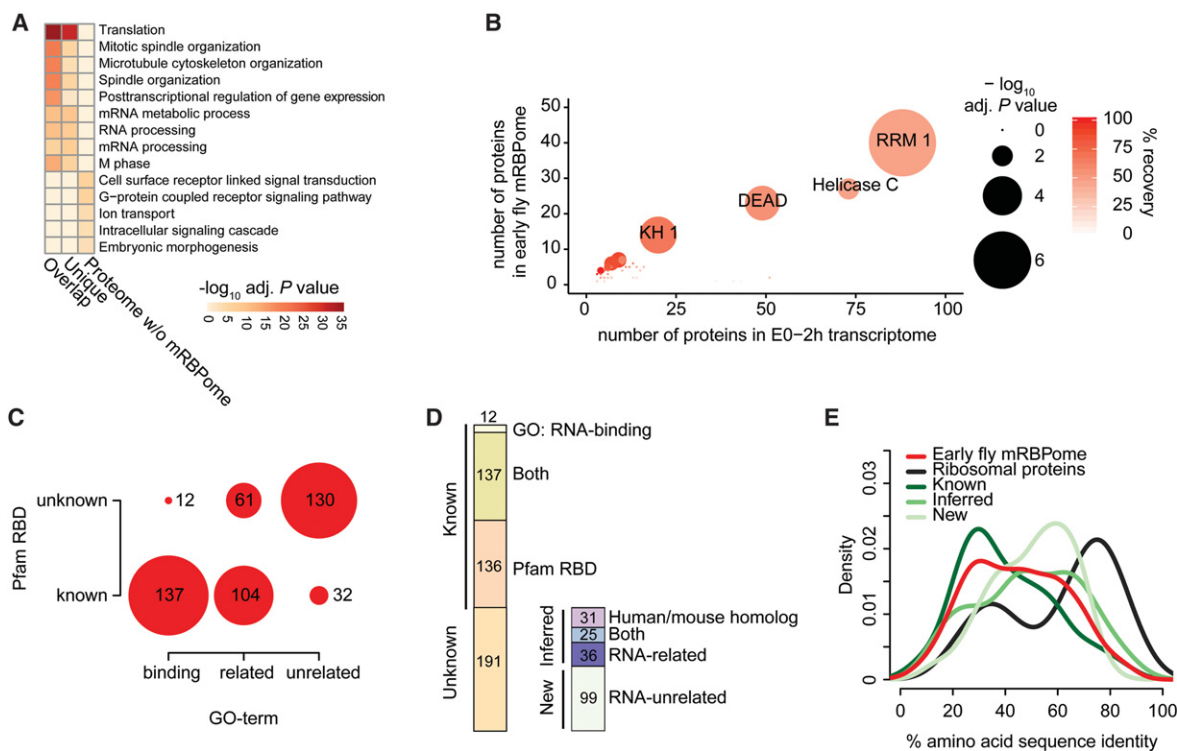 A
Translation
Mitotic spindle organization
Microtubule cytoskeleton organization
Spindle organization
Posttranscriptional regulation of gene expression
mRNA metabolic process
RNA processing
mRNA processing
M phase
Cell surface receptor linked signal transduction
G−protein coupled receptor signaling pathway
Ion transport
Intracellular signaling cascade
Embryonic morphogenesis
Overlap
Unique
Proteome w/o mRBPome
-log10 adj. P value
0 5 10 15 20 25 30 35
B
number of proteins
in early fly mRBPome
50
40
30
20
10
0
RRM 1
Helicase C
DEAD
KH 1
0 25 50 75 100
number of proteins in E0−2h transcriptome
− log10
adj. P value
0
2
4
6
% recovery
100
75
50
25
0
C
Pfam RBD
unknown
12 61 130
known
137 104 32
binding related unrelated
GO-term
D
Known
Unknown
12
GO: RNA-binding
137
Both
136
Pfam RBD
191
Inferred
New
31 Human/mouse homolog
25 Both
36 RNA-related
99 RNA-unrelated
E
Early fly mRBPome
Ribosomal proteins
Known
Inferred
New
Density
0.03
0.02
0.01
0
0 20 40 60 80 100
% amino acid sequence identity